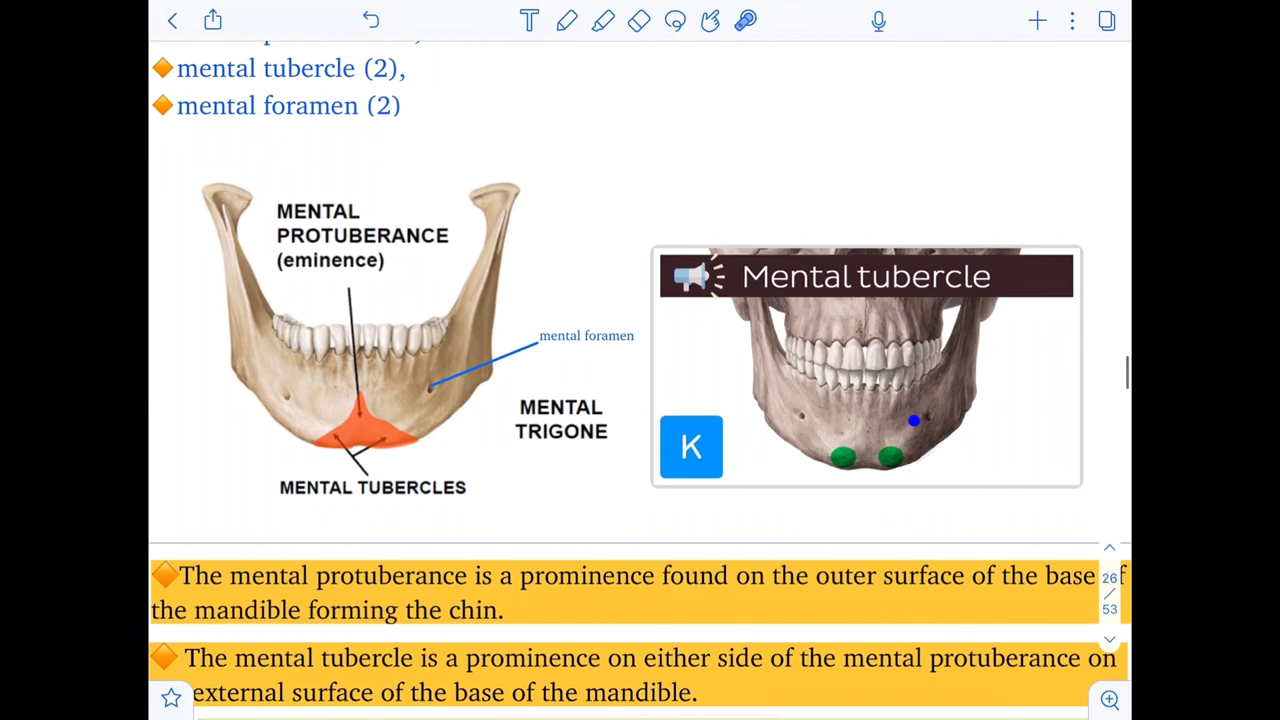 mental tubercle (2),
mental foramen (2)
MENTAL
PROTUBERANCE
(eminence)
Mental tubercle
mental foramen
MENTAL
TRIGONE
K
MENTAL TUBERCLES
The mental protuberance is a prominence found on the outer surface of the base
the mandible forming the chin.
The mental tubercle is a prominence on either side of the mental protuberance on
external surface of the base of the mandible.
26
/
53